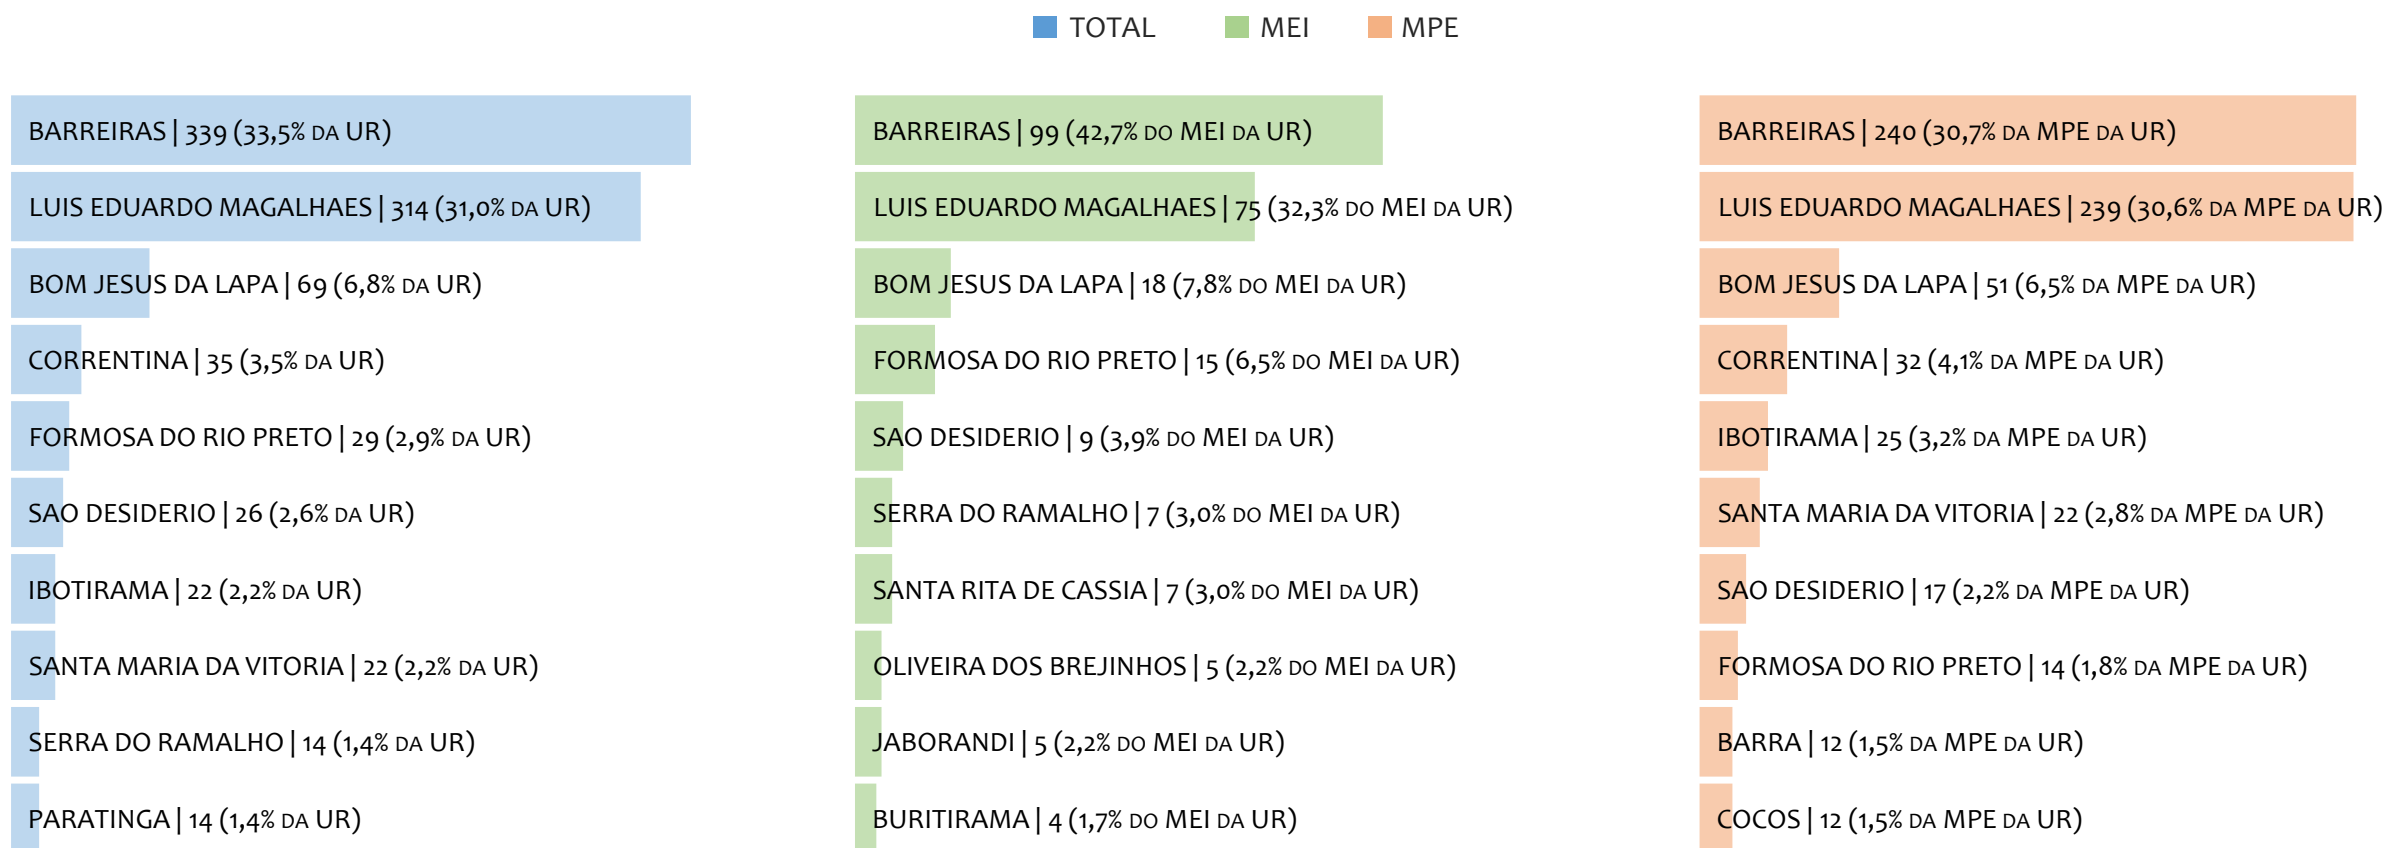 TOTAL MEI MPE
BARREIRAS | 339 (33,5% DA UR)
LUIS EDUARDO MAGALHAES | 314 (31,0% DA UR)
BOM JESUS DA LAPA | 69 (6,8% DA UR)
CORRENTINA | 35 (3,5% DA UR)
FORMOSA DO RIO PRETO | 29 (2,9% DA UR)
SAO DESIDERIO | 26 (2,6% DA UR)
IBOTIRAMA | 22 (2,2% DA UR)
SANTA MARIA DA VITORIA | 22 (2,2% DA UR)
SERRA DO RAMALHO | 14 (1,4% DA UR)
PARATINGA | 14 (1,4% DA UR)
BARREIRAS | 99 (42,7% DO MEI DA UR)
LUIS EDUARDO MAGALHAES | 75 (32,3% DO MEI DA UR)
BOM JESUS DA LAPA | 18 (7,8% DO MEI DA UR)
FORMOSA DO RIO PRETO | 15 (6,5% DO MEI DA UR)
SAO DESIDERIO | 9 (3,9% DO MEI DA UR)
SERRA DO RAMALHO | 7 (3,0% DO MEI DA UR)
SANTA RITA DE CASSIA | 7 (3,0% DO MEI DA UR)
OLIVEIRA DOS BREJINHOS | 5 (2,2% DO MEI DA UR)
JABORANDI | 5 (2,2% DO MEI DA UR)
BURITIRAMA | 4 (1,7% DO MEI DA UR)
BARREIRAS | 240 (30,7% DA MPE DA UR)
LUIS EDUARDO MAGALHAES | 239 (30,6% DA MPE DA UR)
BOM JESUS DA LAPA | 51 (6,5% DA MPE DA UR)
CORRENTINA | 32 (4,1% DA MPE DA UR)
IBOTIRAMA | 25 (3,2% DA MPE DA UR)
SANTA MARIA DA VITORIA | 22 (2,8% DA MPE DA UR)
SAO DESIDERIO | 17 (2,2% DA MPE DA UR)
FORMOSA DO RIO PRETO | 14 (1,8% DA MPE DA UR)
BARRA | 12 (1,5% DA MPE DA UR)
COCOS | 12 (1,5% DA MPE DA UR)